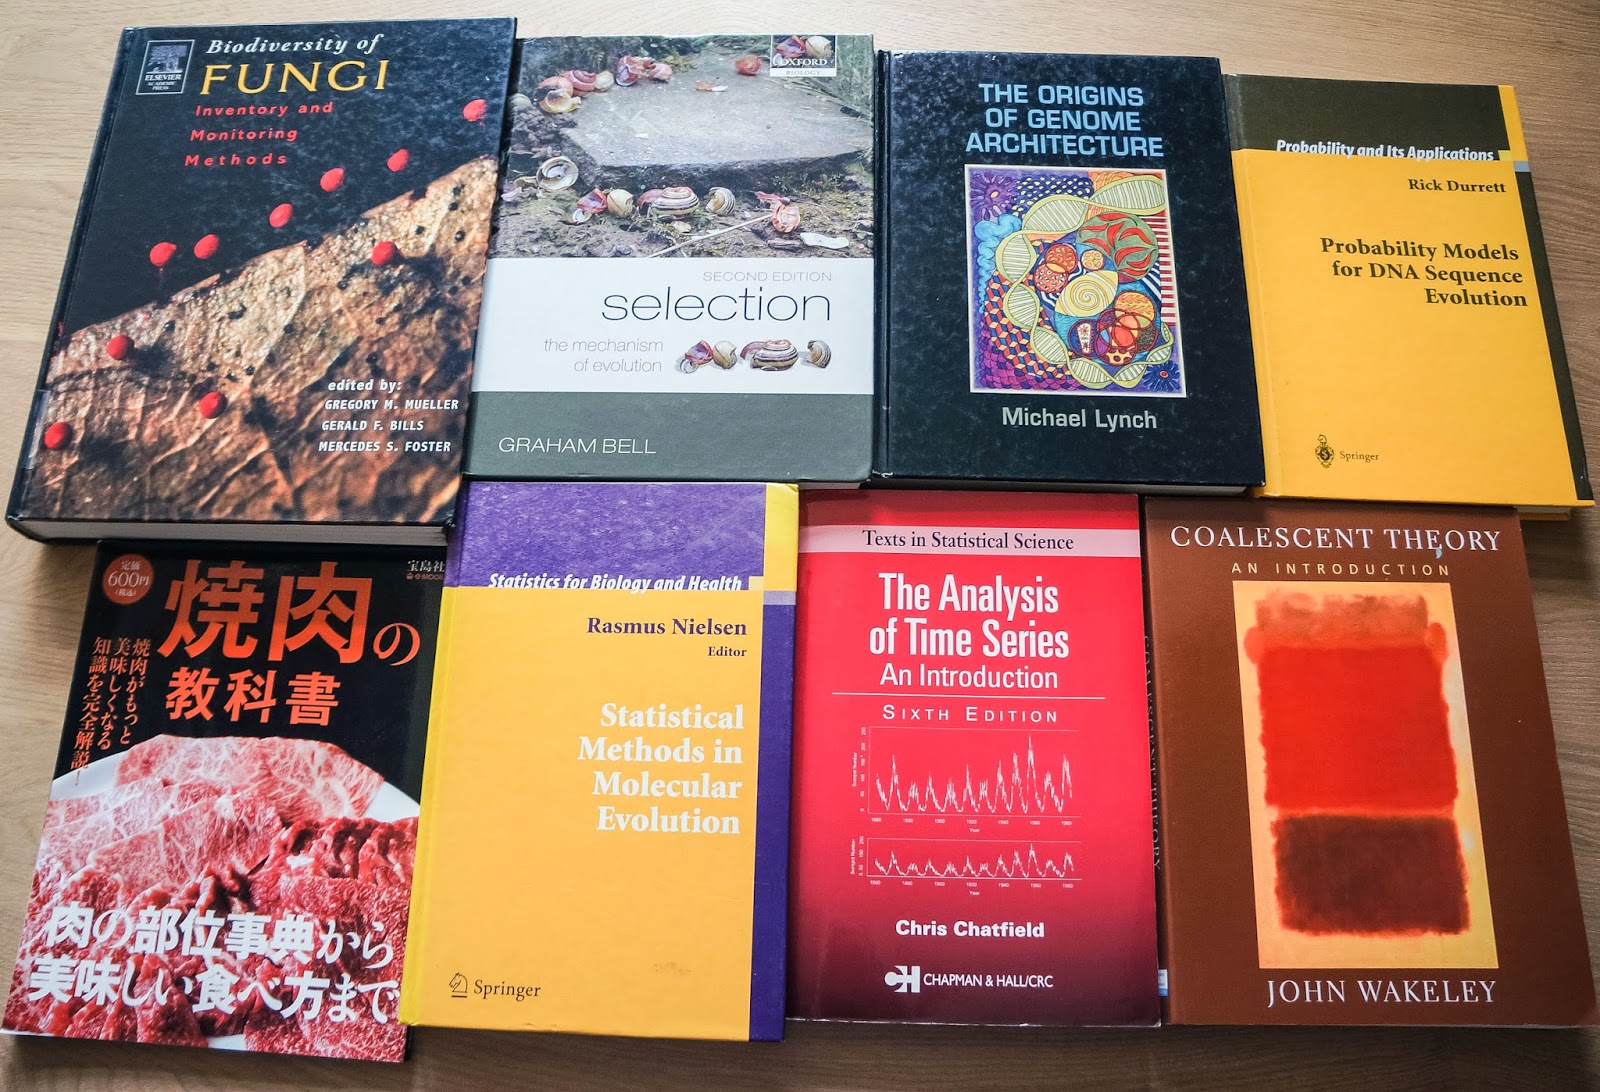 ELSEVIER
ACADEMIC
PRESS
Biodiversity of
FUNGI
Inventory and
Monitoring
Methods
edited by:
GREGORY M. MUELLER
GERALD F. BILLS
MERCEDES S. FOSTER
OXFORD
BIOLOGY
SECOND EDITION
selection
the mechanism
of evolution
GRAHAM BELL
THE ORIGINS
OF GENOME
ARCHITECTURE
Michael Lynch
Probability and Its Applications
Rick Durrett
Probability Models
for DNA Sequence
Evolution
Springer
定価
600円
(税込)
宝島社
e-MOOK
焼肉の
教科書
焼肉がもっと
美味しくなる
知識を完全解説!
肉の部位事典から
美味しい食べ方まで
Statistics for Biology and Health
Rasmus Nielsen
Editor
Statistical
Methods in
Molecular
Evolution
Springer
Texts in Statistical Science
The Analysis
of Time Series
An Introduction
SIXTH EDITION
Year
Year
Chris Chatfield
CHAPMAN & HALL/CRC
COALESCENT THEORY
AN INTRODUCTION
JOHN WAKELEY
COALESCENT THEORY